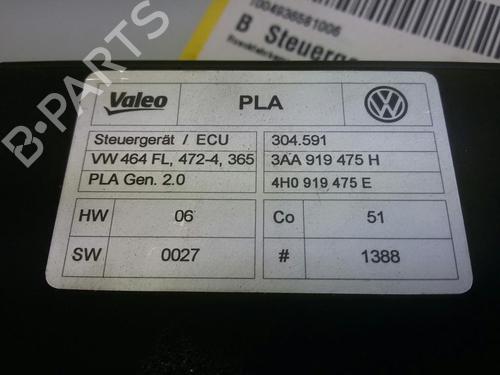 1004936581006
B Steuerge
B-PARTS
Valeo PLA
Steuergerät / ECU 304.591
VW 464 FL, 472-4, 365 3AA 919 475 H
PLA Gen. 2.0 4H0 919 475 E
HW 06 Co 51
SW 0027 # 1388